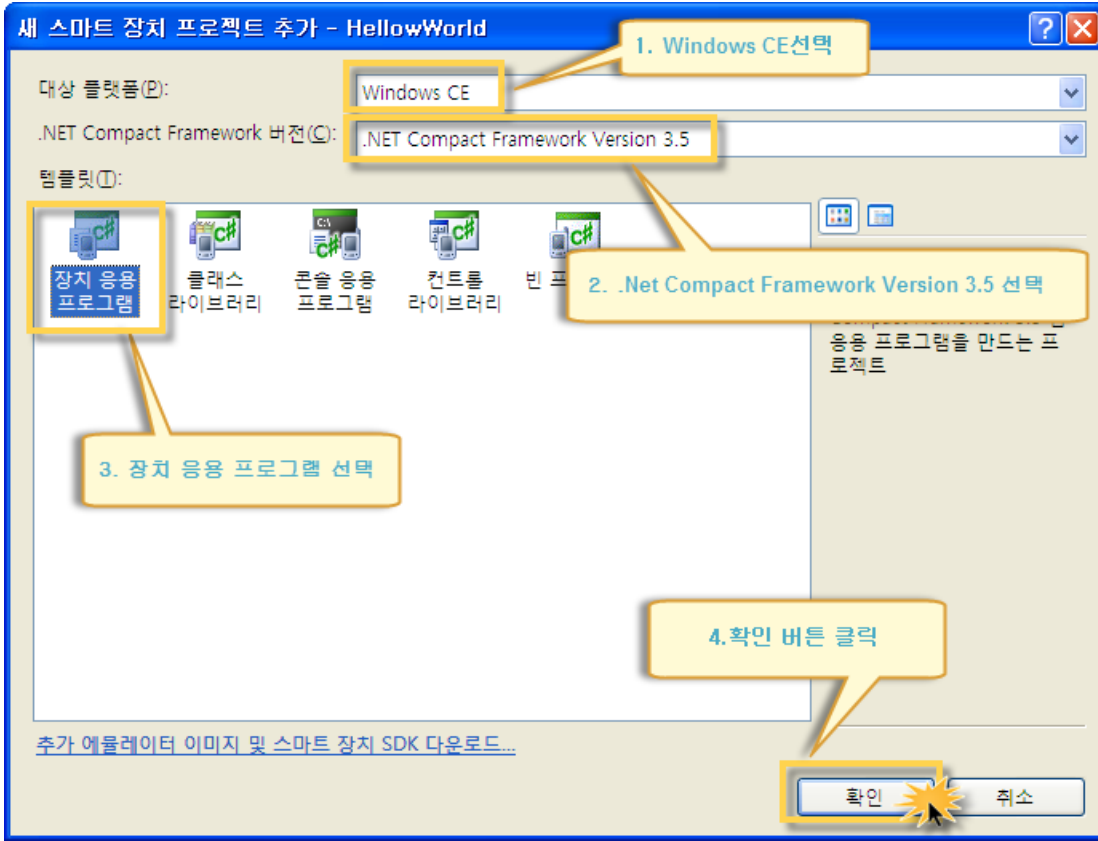 새 스마트 장치 프로젝트 추가 - HellowWorld
1. Windows CE선택
대상 플랫폼(P):
Windows CE
.NET Compact Framework 버전(C):
.NET Compact Framework Version 3.5
템플릿(T):
장치 응용
프로그램
클래스
라이브러리
콘솔 응용
프로그램
컨트롤
라이브러리
빈
2. .Net Compact Framework Version 3.5 선택
응용 프로그램을 만드는 프
로젝트
3. 장치 응용 프로그램 선택
4.확인 버튼 클릭
추가 에뮬레이터 이미지 및 스마트 장치 SDK 다운로드...
확인
취소